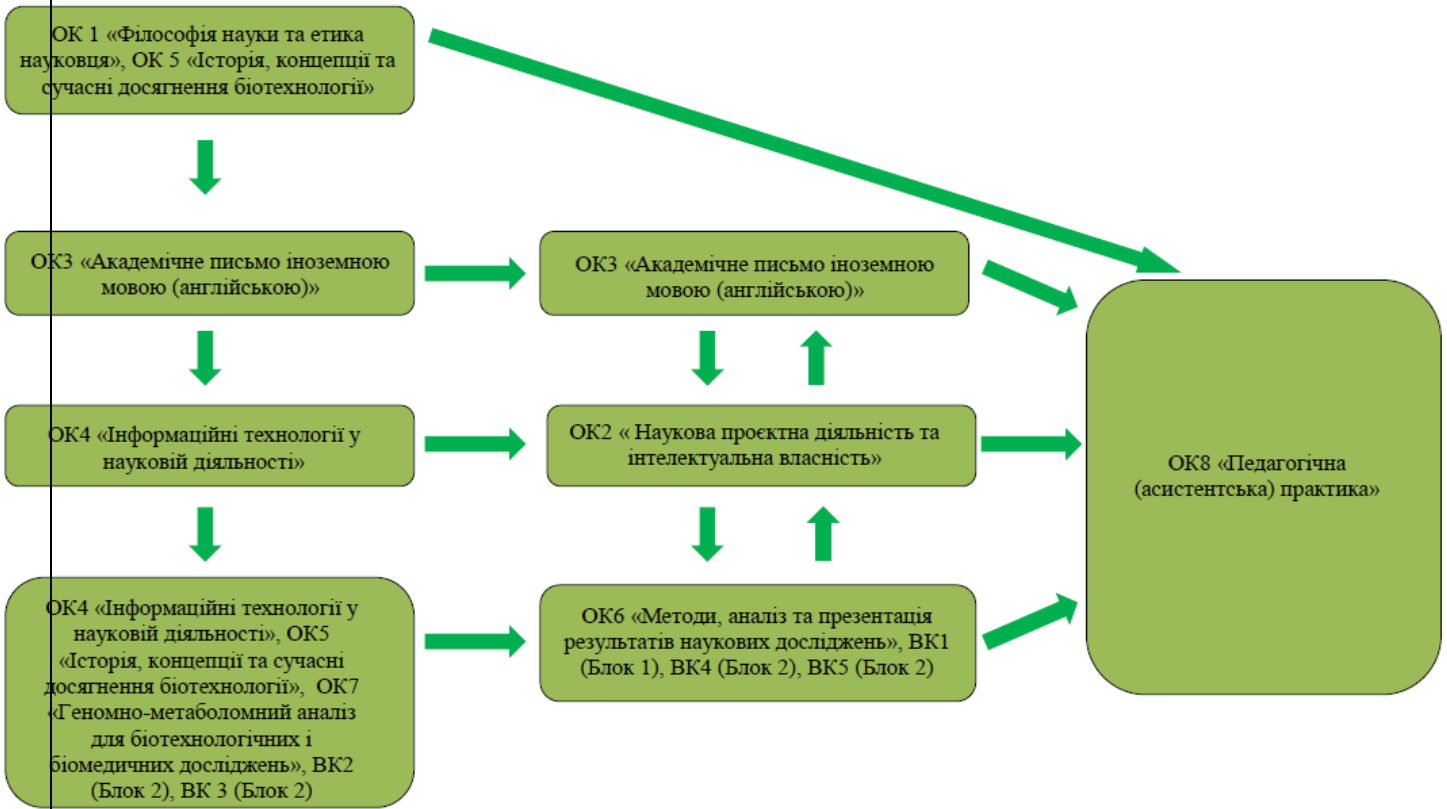 ОК 1 «Філософія науки та етика
науковця», ОК 5 «Історія, концепції та
сучасні досягнення біотехнології»
ОК3 «Академічне письмо іноземною
мовою (англійською)»
ОК3 «Академічне письмо іноземною
мовою (англійською)»
ОК4 «Інформаційні технології у
науковій діяльності»
ОК2 « Наукова проєктна діяльність та
інтелектуальна власність»
ОК8 «Педагогічна
(асистентська) практика»
ОК4 «Інформаційні технології у
науковій діяльності», ОК5
«Історія, концепції та сучасні
досягнення біотехнології», ОК7
«Геномно-метаболомний аналіз
для біотехнологічних і
біомедичних досліджень», ВК2
(Блок 2), ВК 3 (Блок 2)
ОК6 «Методи, аналіз та презентація
результатів наукових досліджень», ВК1
(Блок 1), ВК4 (Блок 2), ВК5 (Блок 2)